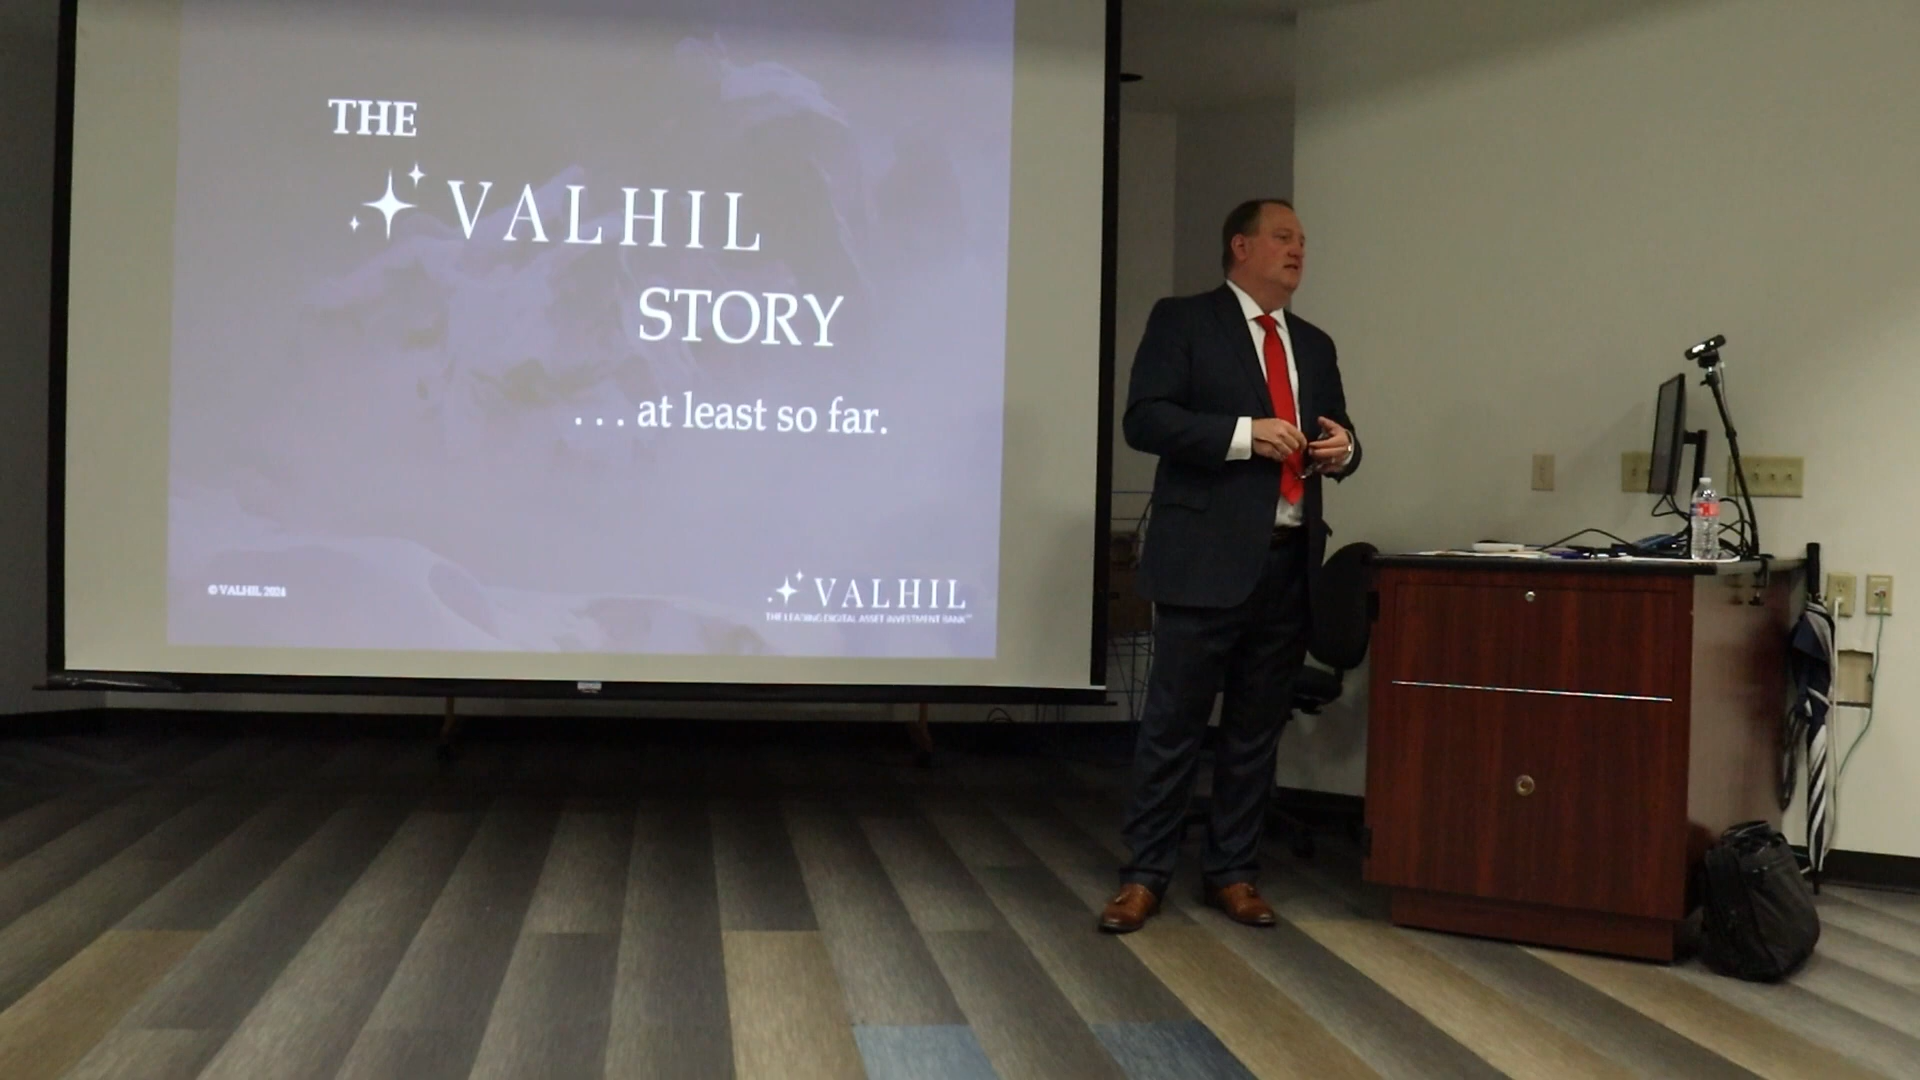 THE
VALHIL
STORY
. . . at least so far.
© VALHIL 2024
VALHIL
THE LEADING DIGITAL ASSET INVESTMENT BANK™